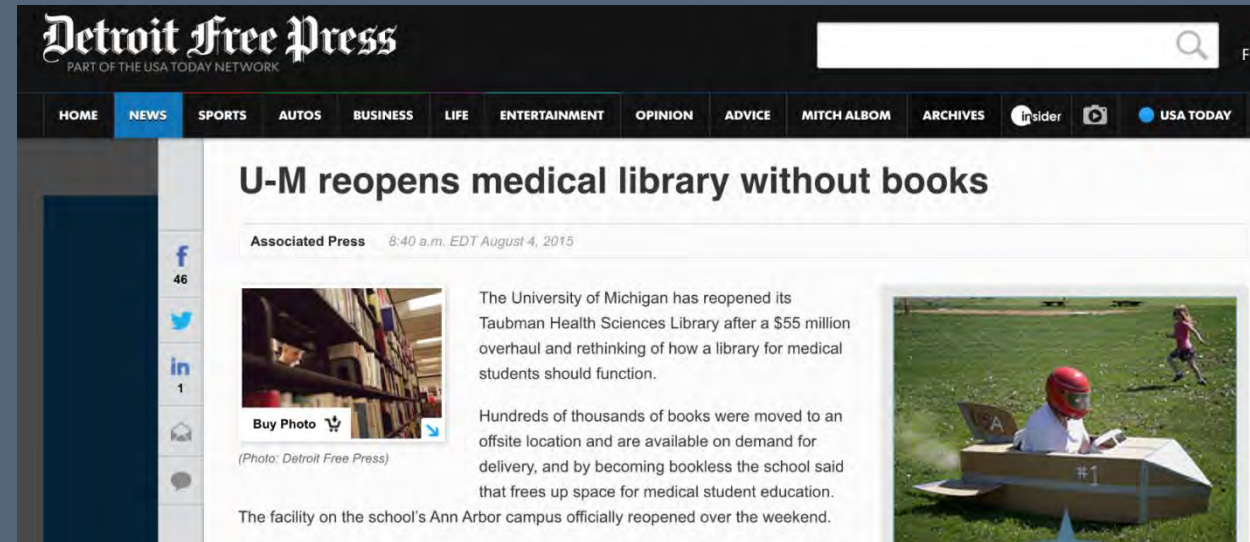 Detroit Free Press
PART OF THE USA TODAY NETWORK
HOME NEWS SPORTS AUTOS BUSINESS LIFE ENTERTAINMENT OPINION ADVICE MITCH ALBOM ARCHIVES insider USA TODAY
U-M reopens medical library without books
Associated Press 8:40 a.m. EDT August 4, 2015
f
46
in
1
Buy Photo
(Photo: Detroit Free Press)
The University of Michigan has reopened its
Taubman Health Sciences Library after a $55 million
overhaul and rethinking of how a library for medical
students should function.
Hundreds of thousands of books were moved to an
offsite location and are available on demand for
delivery, and by becoming bookless the school said
that frees up space for medical student education.
The facility on the school's Ann Arbor campus officially reopened over the weekend.
USA
#1